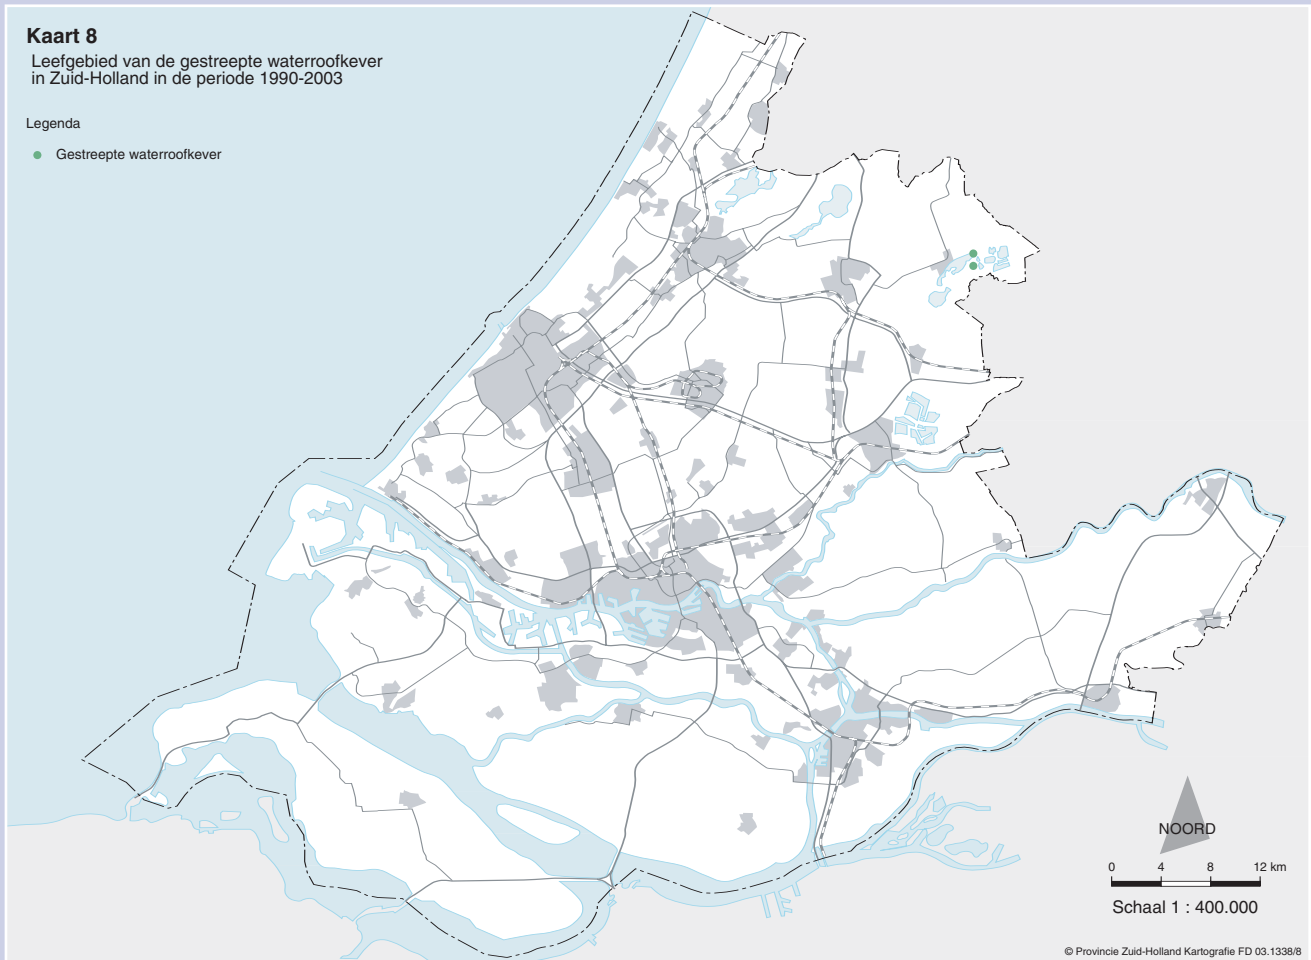 Kaart 8
Leefgebied van de gestreepte waterroofkever
in Zuid-Holland in de periode 1990-2003
Legenda
Gestreepte waterroofkever
NOORD
0 4 8 12 km
Schaal 1 : 400.000
© Provincie Zuid-Holland Kartografie FD 03.1338/8